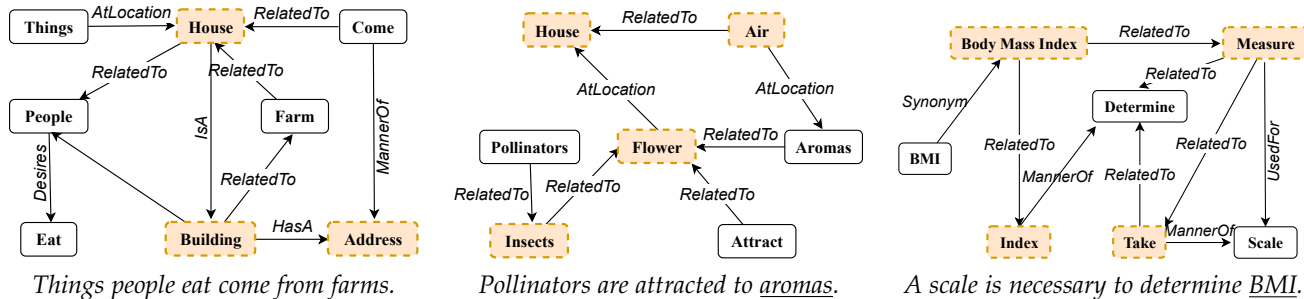 Things
AtLocation
House
RelatedTo
Come
RelatedTo
RelatedTo
People
IsA
Farm
MannerOf
Desires
RelatedTo
Eat
Building
HasA
Address
Things people eat come from farms.
House
RelatedTo
Air
AtLocation
AtLocation
Pollinators
Flower
RelatedTo
Aromas
RelatedTo
RelatedTo
RelatedTo
Insects
Attract
Pollinators are attracted to aromas.
Body Mass Index
RelatedTo
Measure
RelatedTo
Synonym
Determine
BMI
RelatedTo
MannerOf
RelatedTo
RelatedTo
UsedFor
Index
Take
MannerOf
Scale
A scale is necessary to determine BMI.